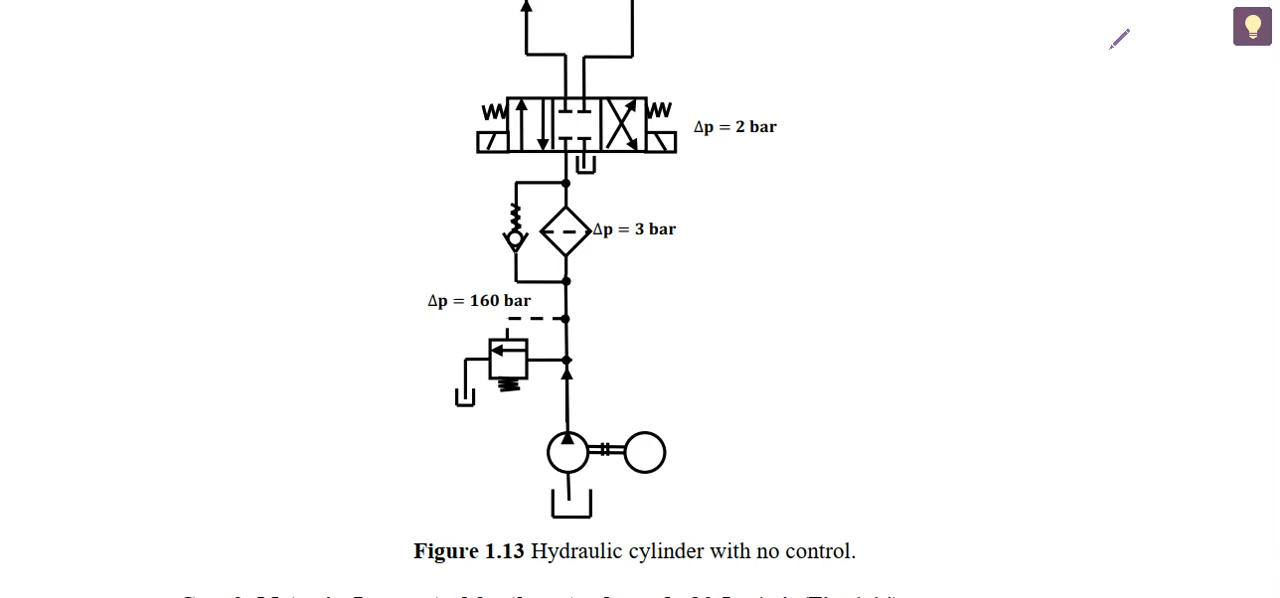 Δp = 2 bar
Δp = 3 bar
Δp = 160 bar
Figure 1.13 Hydraulic cylinder with no control.